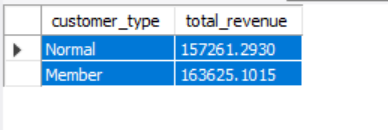 customer_type total_revenue
Normal 157261.2930
Member 163625.1015